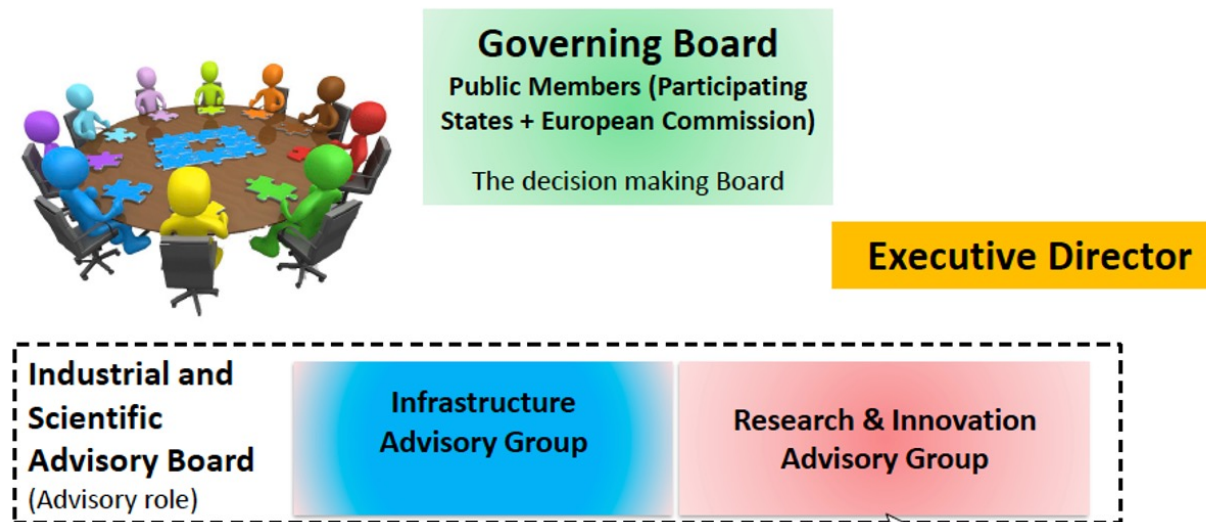 Governing Board
Public Members (Participating
States + European Commission)
The decision making Board
Executive Director
Industrial and
Scientific
Advisory Board
(Advisory role)
Infrastructure
Advisory Group
Research & Innovation
Advisory Group